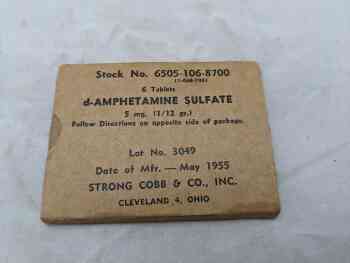 Stock No. 6505-106-8700
6 Tablets
d-AMPHETAMINE SULFATE
5 mg. (1/12 gr.)
Follow Directions on opposite side of package.
Lot No. 3049
Date of Mfr.— May 1955
STRONG COBB & CO., INC.
CLEVELAND 4, OHIO